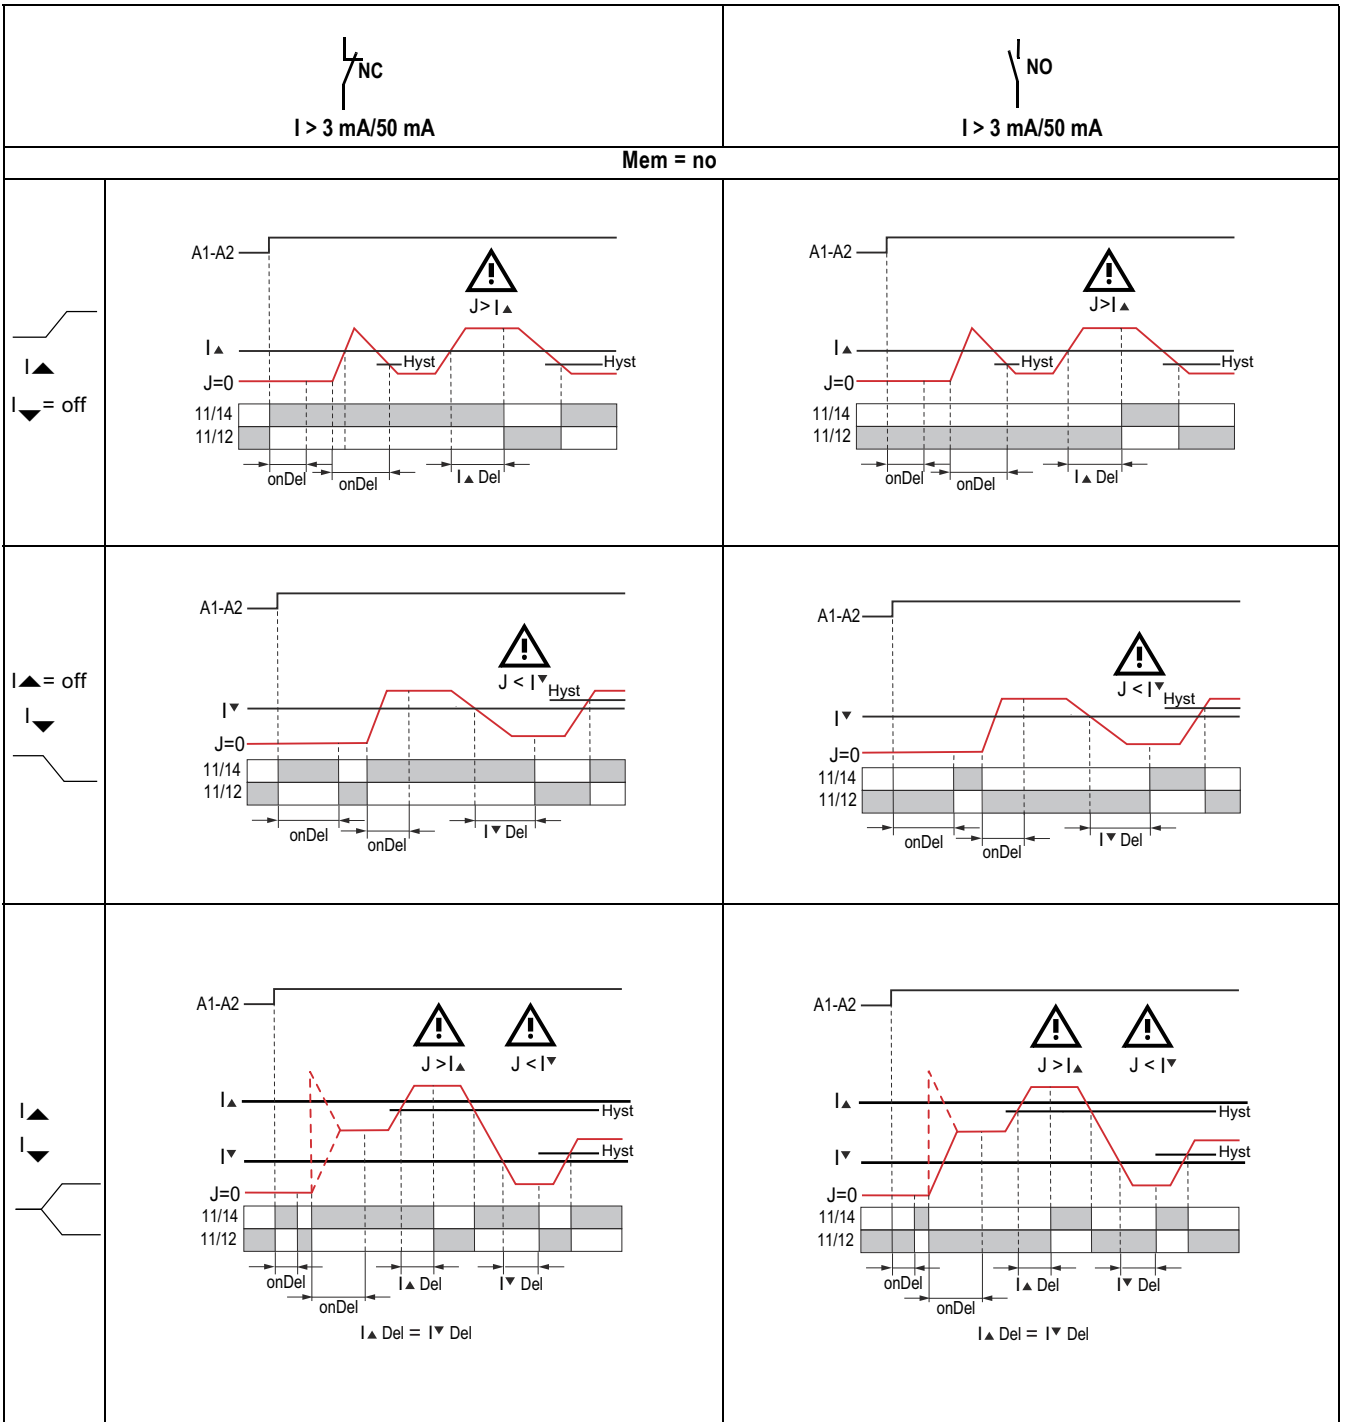 NC
I > 3 mA/50 mA
NO
I > 3 mA/50 mA
Mem = no
I▲
I▼= off
A1-A2
J>I▲
I▲
Hyst
Hyst
J=0
11/14
11/12
onDel
onDel
I▲ Del
A1-A2
J>I▲
I▲
Hyst
Hyst
J=0
11/14
11/12
onDel
onDel
I▲ Del
I▲= off
I▼
A1-A2
J < I▼
Hyst
I▼
J=0
11/14
11/12
onDel
onDel
I▼ Del
A1-A2
J < I▼
Hyst
I▼
J=0
11/14
11/12
onDel
onDel
I▼ Del
I▲
I▼
A1-A2
J >I▲
J < I▼
I▲
Hyst
I▼
Hyst
J=0
11/14
11/12
onDel
I▲ Del
I▼ Del
onDel
I▲ Del = I▼ Del
A1-A2
J >I▲
J < I▼
I▲
Hyst
I▼
Hyst
J=0
11/14
11/12
onDel
I▲ Del
I▼ Del
onDel
I▲ Del = I▼ Del